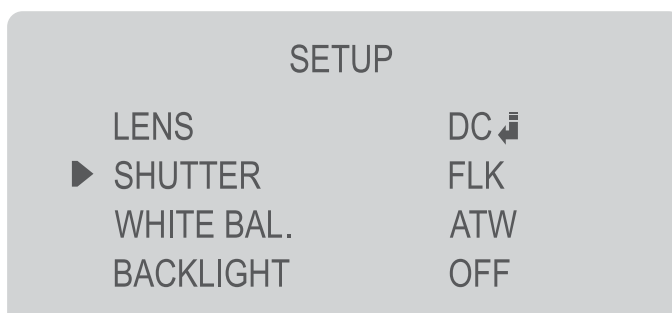 SETUP
LENS DC
SHUTTER FLK
WHITE BAL. ATW
BACKLIGHT OFF